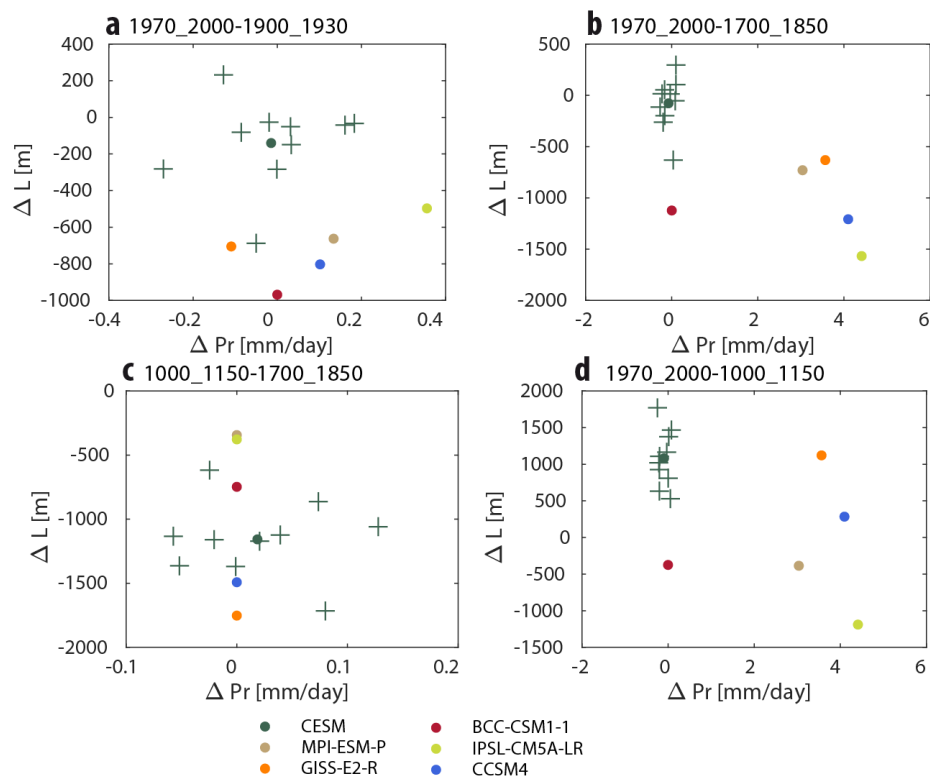 a 1970_2000-1900_1930
400
200
0
-200
-400
-600
-800
-1000
Δ L [m]
-0.4
-0.2
0
0.2
0.4
Δ Pr [mm/day]
b 1970_2000-1700_1850
500
0
-500
-1000
-1500
-2000
Δ L [m]
-2
0
2
4
6
Δ Pr [mm/day]
c 1000_1150-1700_1850
0
-500
-1000
-1500
-2000
Δ L [m]
-0.1
0
0.1
0.2
Δ Pr [mm/day]
d 1970_2000-1000_1150
2000
1500
1000
500
0
-500
-1000
-1500
Δ L [m]
-2
0
2
4
6
Δ Pr [mm/day]
CESM
MPI-ESM-P
GISS-E2-R
BCC-CSM1-1
IPSL-CM5A-LR
CCSM4